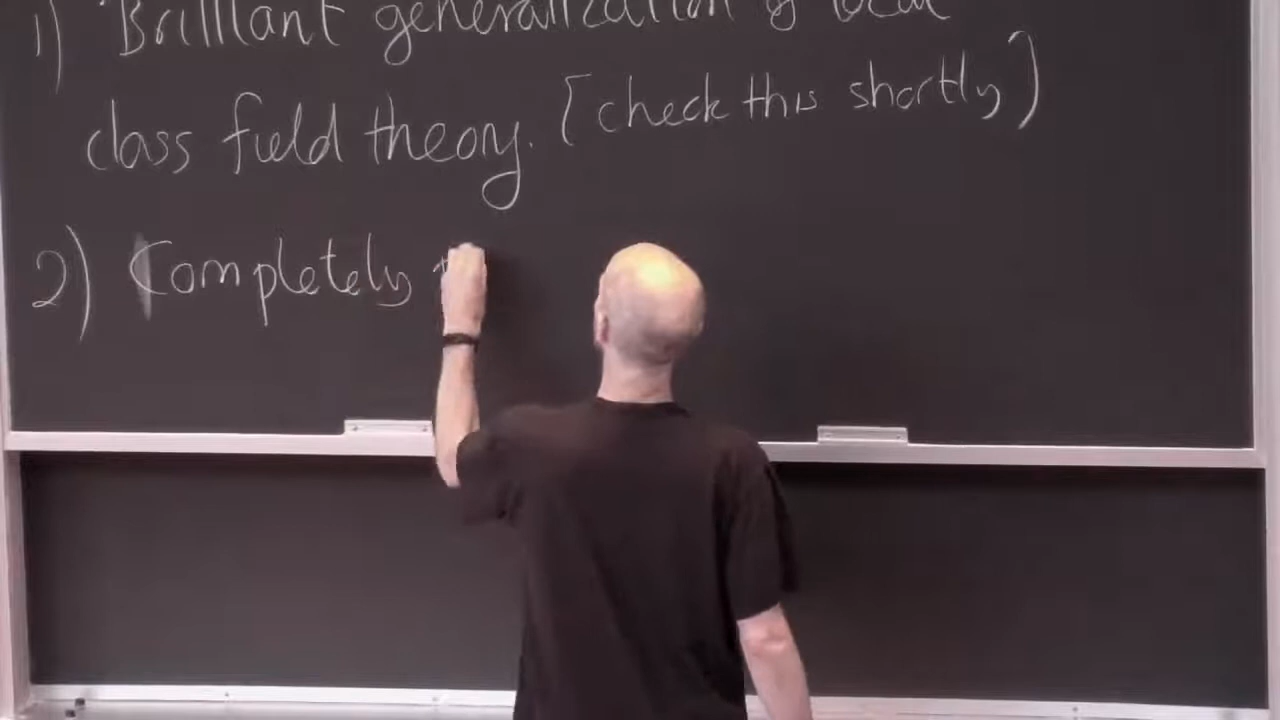 1) Brilliant generalization of local
class field theory. [check this shortly]
2) Completely